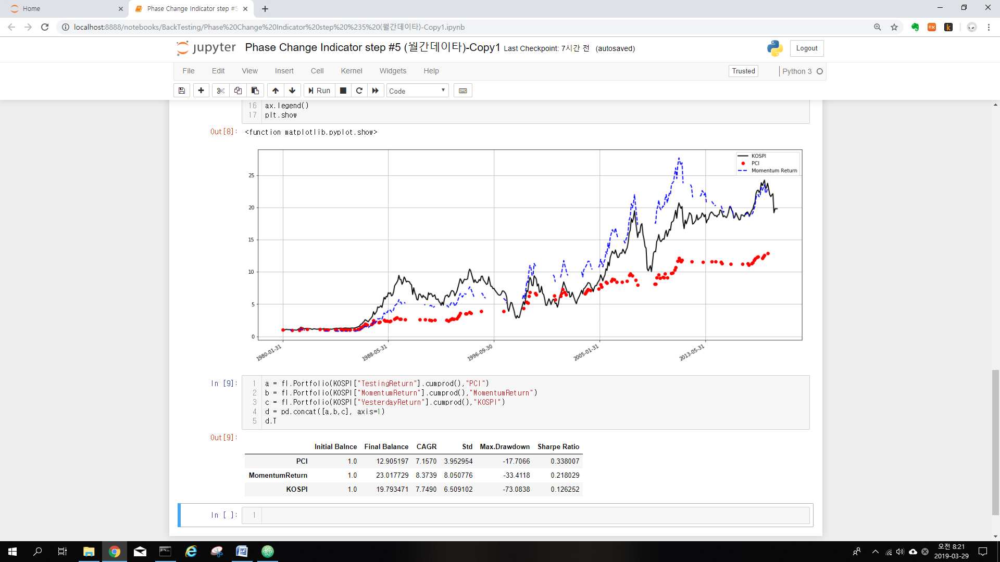 Home
Phase Change Indicator step #5
localhost:8888/notebooks/BackTesting/Phase%20Change%20Indicator%20step%20%235%20(월간데이타)-Copy1.ipynb
jupyter Phase Change Indicator step #5 (월간데이타)-Copy1 Last Checkpoint: 7시간 전 (autosaved)
Logout
File Edit View Insert Cell Kernel Widgets Help
Trusted
Python 3
Run
Code
16 ax.legend()
17 plt.show
Out[8]: <function matplotlib.pyplot.show>
KOSPI
PCI
Momentum Return
25
20
15
10
5
0
1980-01-31
1988-05-31
1996-09-30
2005-01-31
2013-05-31
In [9]:
1 a = fl.Portfolio(KOSPI["TestingReturn"].cumprod(),"PCI")
2 b = fl.Portfolio(KOSPI["MomentumReturn"].cumprod(),"MomentumReturn")
3 c = fl.Portfolio(KOSPI["YesterdayReturn"].cumprod(),"KOSPI")
4 d = pd.concat([a,b,c], axis=1)
5 d.T
Out[9]:
Initial Balnce Final Balance CAGR Std Max.Drawdown Sharpe Ratio
PCI 1.0 12.905197 7.1570 3.952954 -17.7066 0.338007
MomentumReturn 1.0 23.017729 8.3739 8.050776 -33.4118 0.218029
KOSPI 1.0 19.793471 7.7490 6.509102 -73.0838 0.126252
In [ ]: 1
오전 8:21
2019-03-29